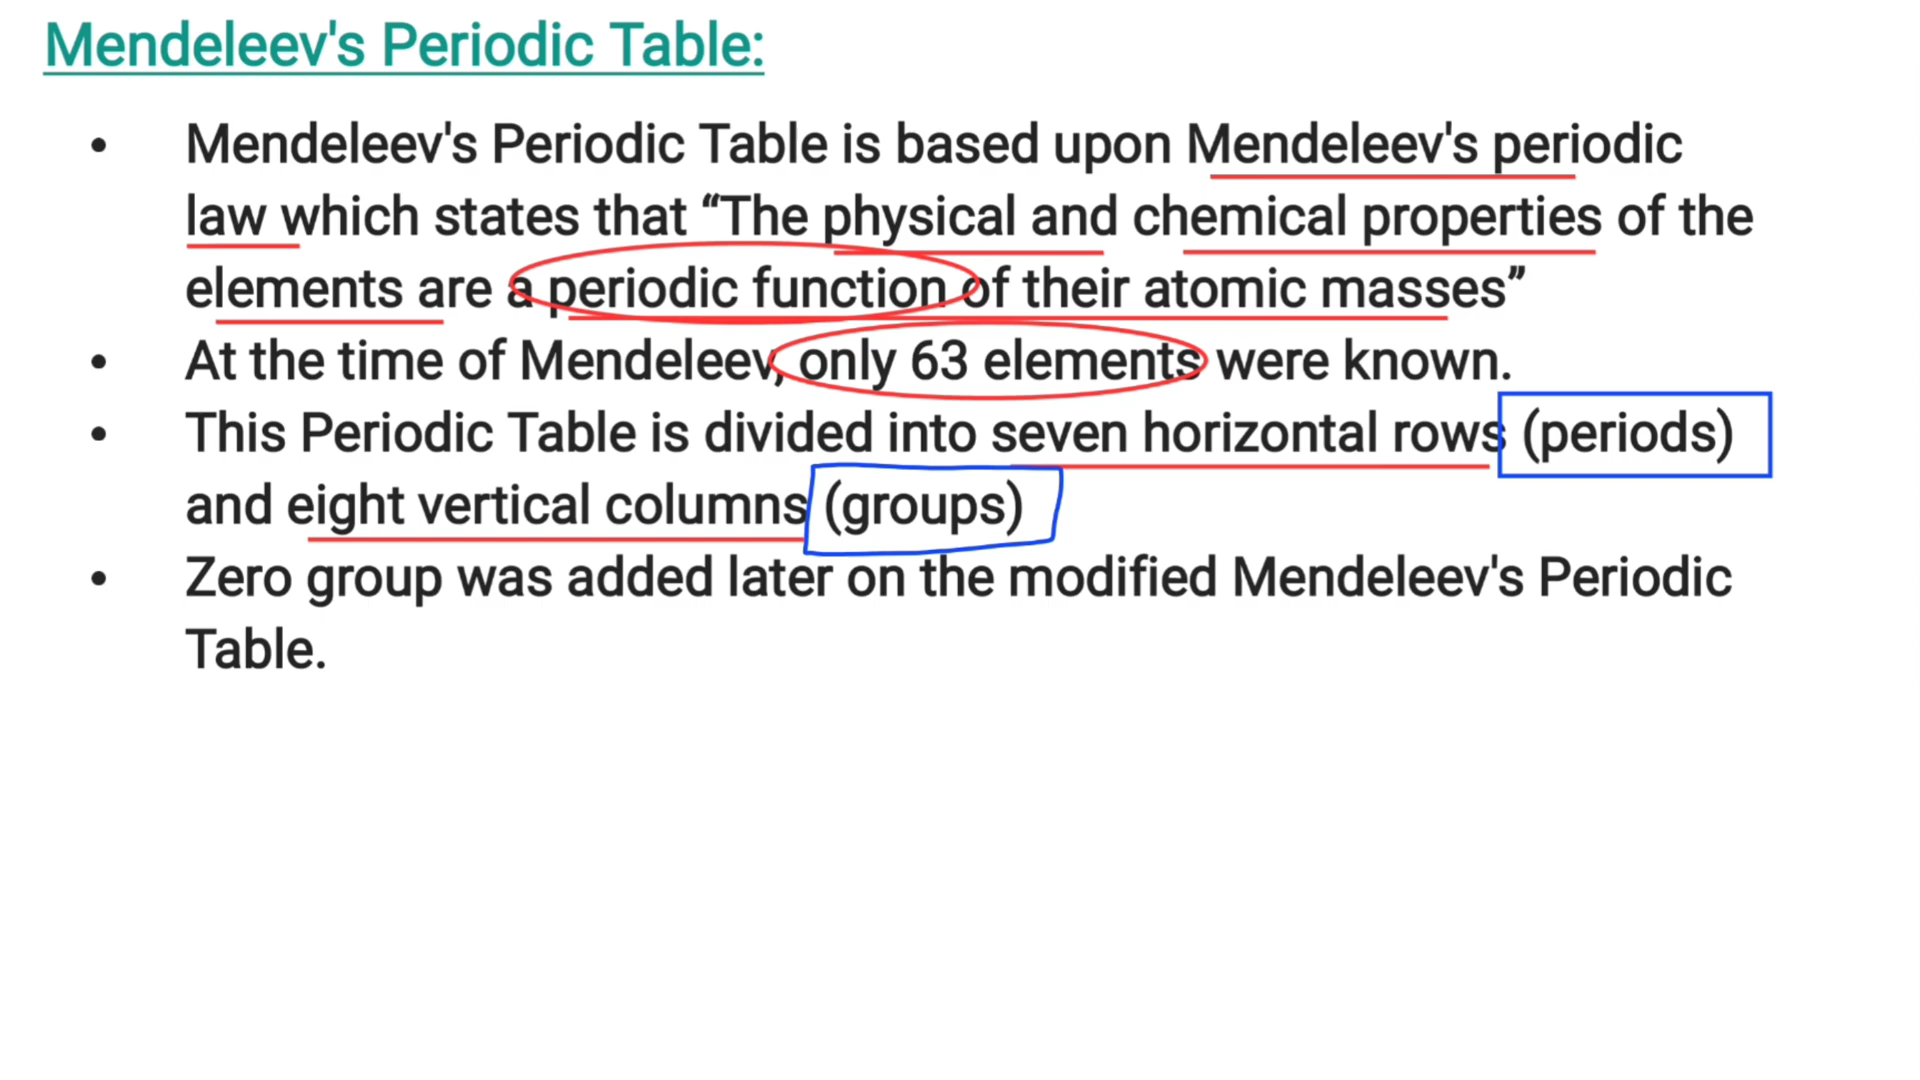 Mendeleev's Periodic Table:
• Mendeleev's Periodic Table is based upon Mendeleev's periodic
law which states that “The physical and chemical properties of the
elements are a periodic function of their atomic masses”
• At the time of Mendeleev, only 63 elements were known.
• This Periodic Table is divided into seven horizontal rows (periods)
and eight vertical columns (groups)
• Zero group was added later on the modified Mendeleev's Periodic
Table.